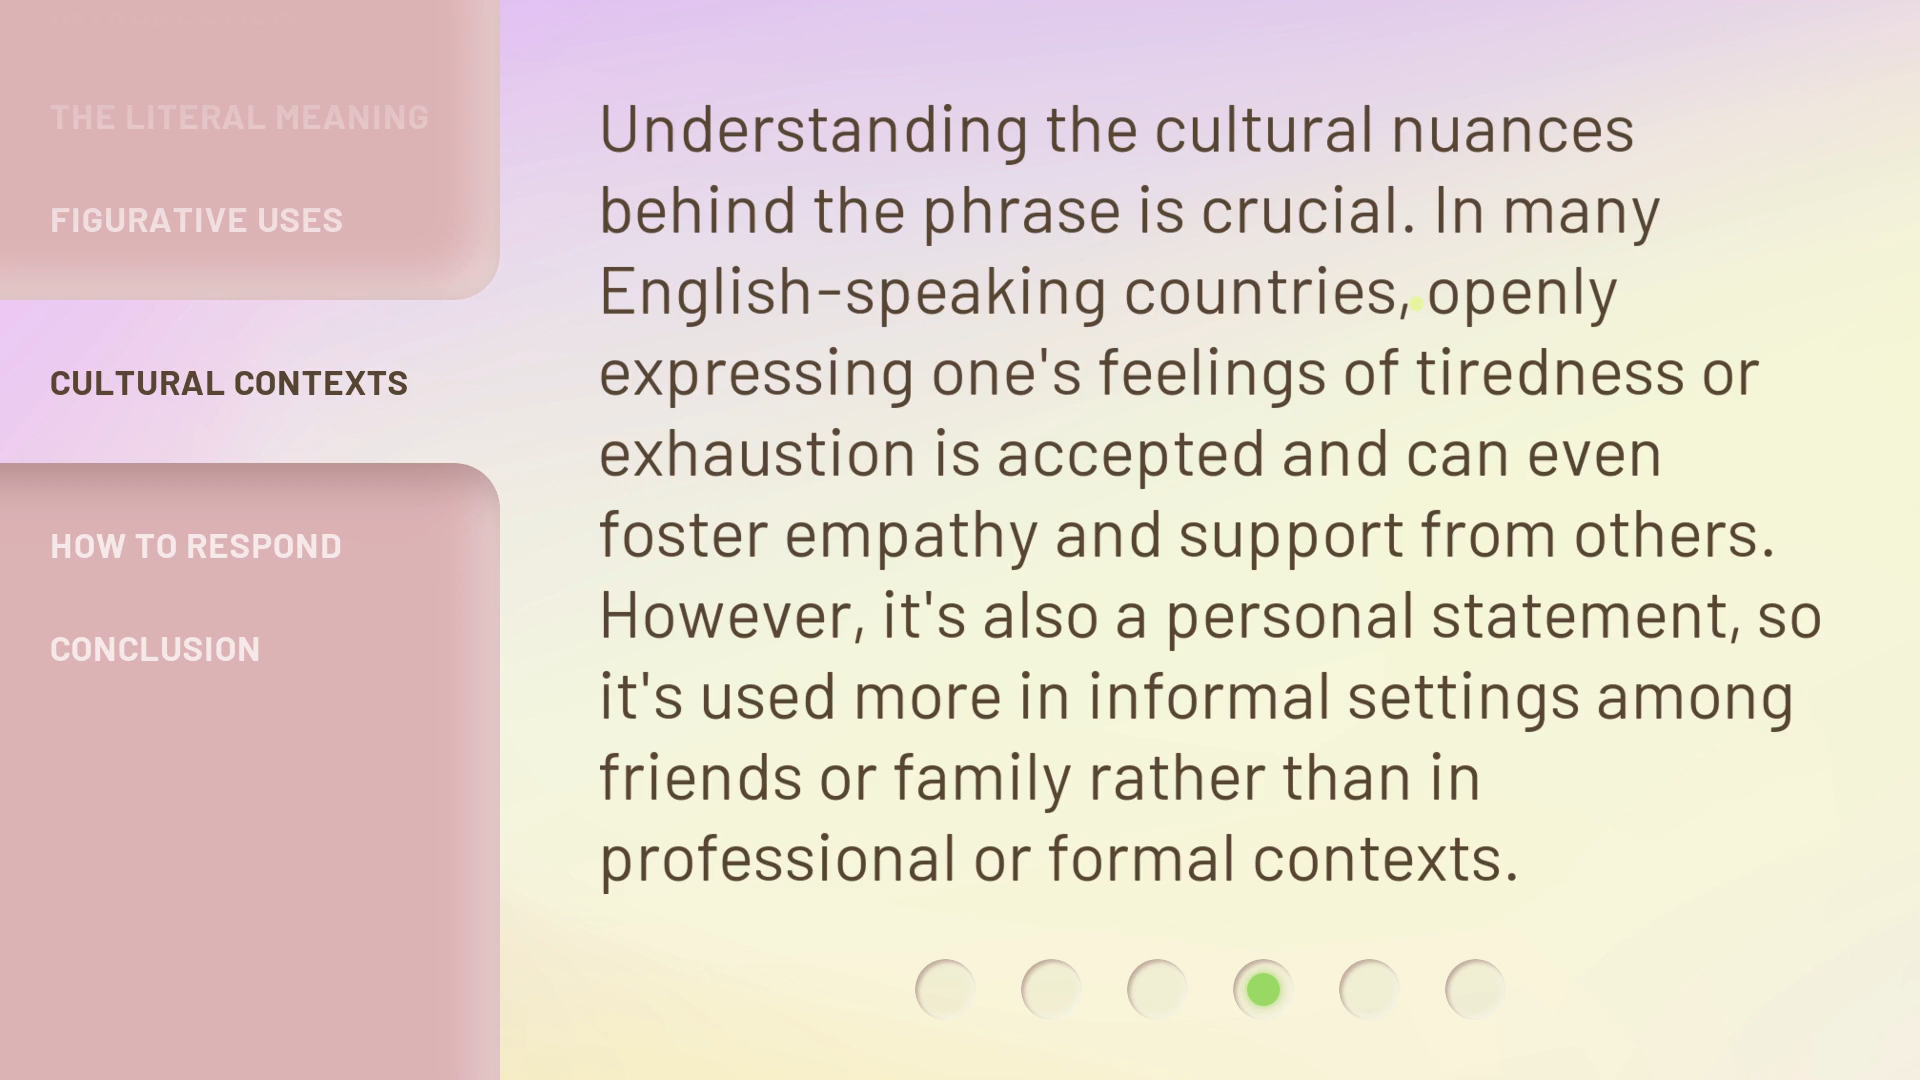 THE LITERAL MEANING
FIGURATIVE USES
CULTURAL CONTEXTS
HOW TO RESPOND
CONCLUSION
Understanding the cultural nuances
behind the phrase is crucial. In many
English-speaking countries, openly
expressing one's feelings of tiredness or
exhaustion is accepted and can even
foster empathy and support from others.
However, it's also a personal statement, so
it's used more in informal settings among
friends or family rather than in
professional or formal contexts.